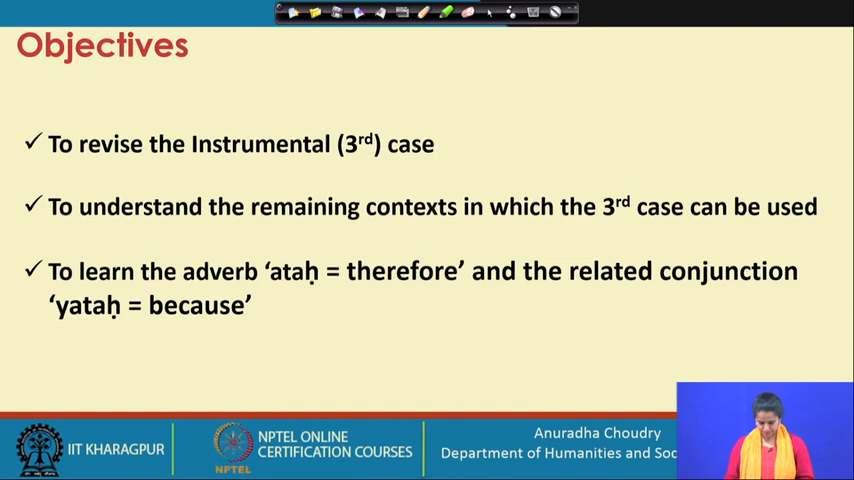 Objectives
✓ To revise the Instrumental (3rd) case
✓ To understand the remaining contexts in which the 3rd case can be used
✓ To learn the adverb ‘ataḥ = therefore’ and the related conjunction
‘yataḥ = because’
IIT KHARAGPUR
NPTEL
NPTEL ONLINE
CERTIFICATION COURSES
Anuradha Choudry
Department of Humanities and